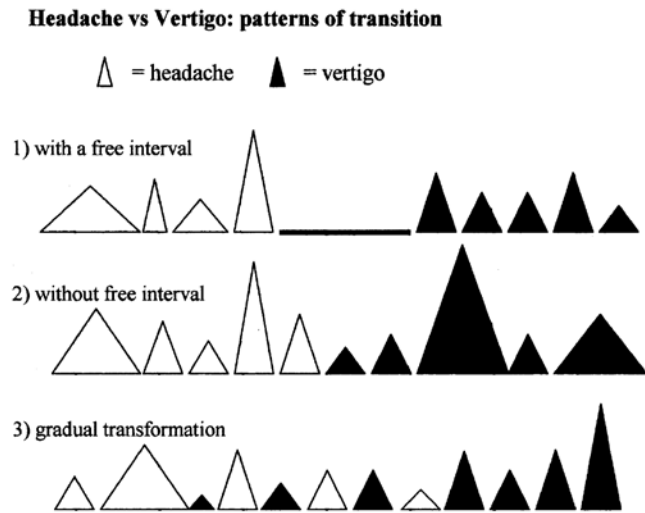 Headache vs Vertigo: patterns of transition
= headache = vertigo
1) with a free interval
2) without free interval
3) gradual transformation